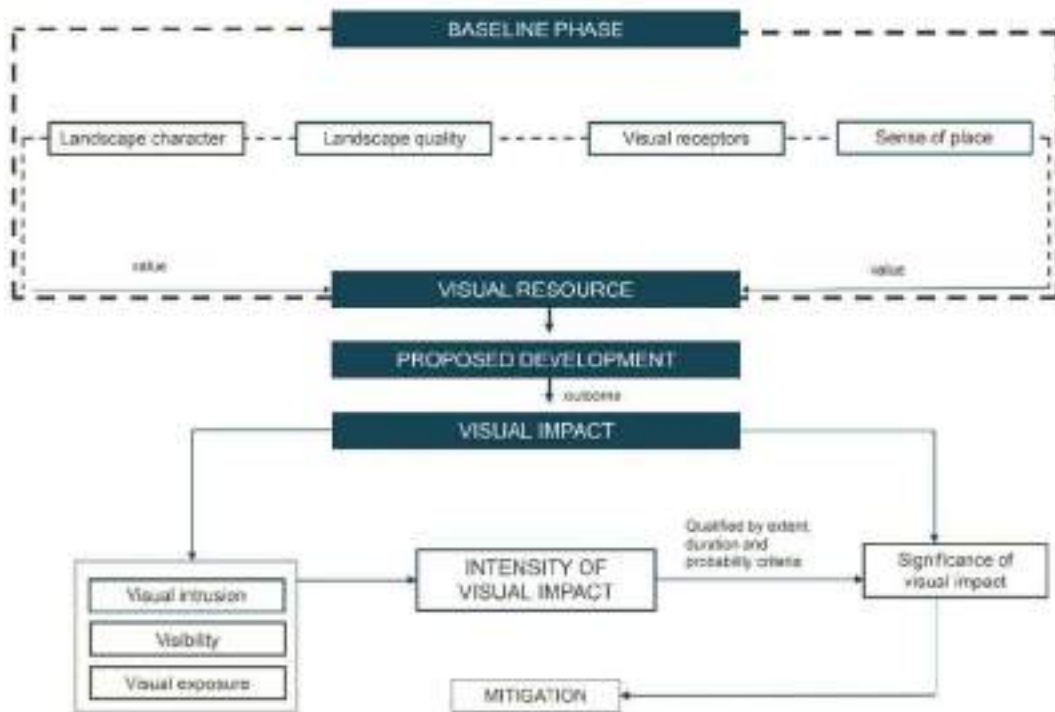 BASELINE PHASE
Landscape character
Landscape quality
Visual receptors
Sense of place
value
value
VISUAL RESOURCE
PROPOSED DEVELOPMENT
outcome
VISUAL IMPACT
Qualified by extent,
duration and
probability criteria
INTENSITY OF
VISUAL IMPACT
Significance of
visual impact
Visual intrusion
Visibility
Visual exposure
MITIGATION